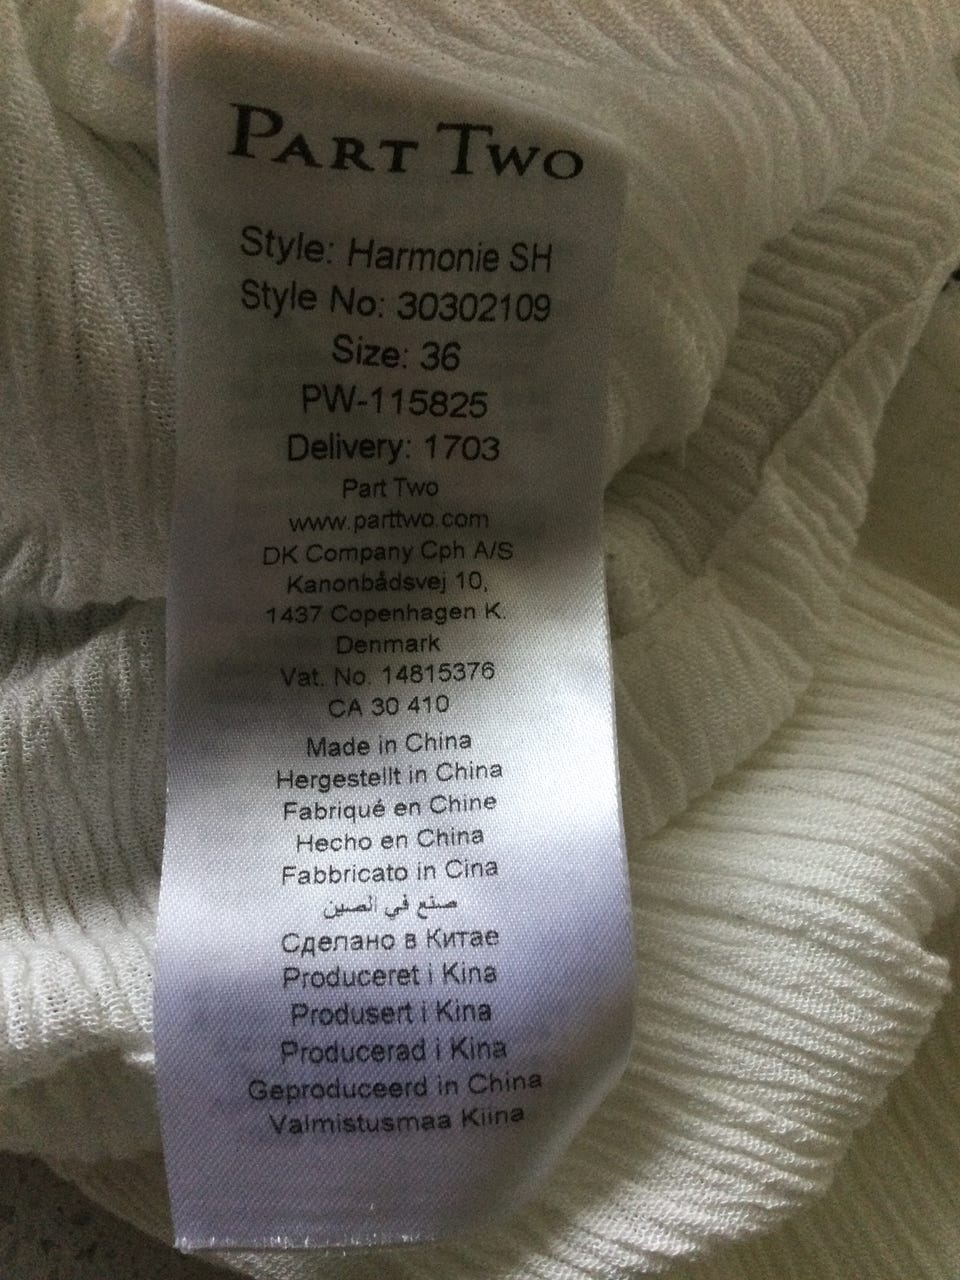 PART TWO
Style: Harmonie SH
Style No: 30302109
Size: 36
PW-115825
Delivery: 1703
Part Two
www.parttwo.com
DK Company Cph A/S
Kanonbådsvej 10,
1437 Copenhagen K.
Denmark
Vat. No. 14815376
CA 30 410
Made in China
Hergestellt in China
Fabriqué en Chine
Hecho en China
Fabbricato in Cina
صنع في الصين
Сделано в Китае
Produceret i Kina
Produsert i Kina
Producerad i Kina
Geproduceerd in China
Valmistusmaa Kiina